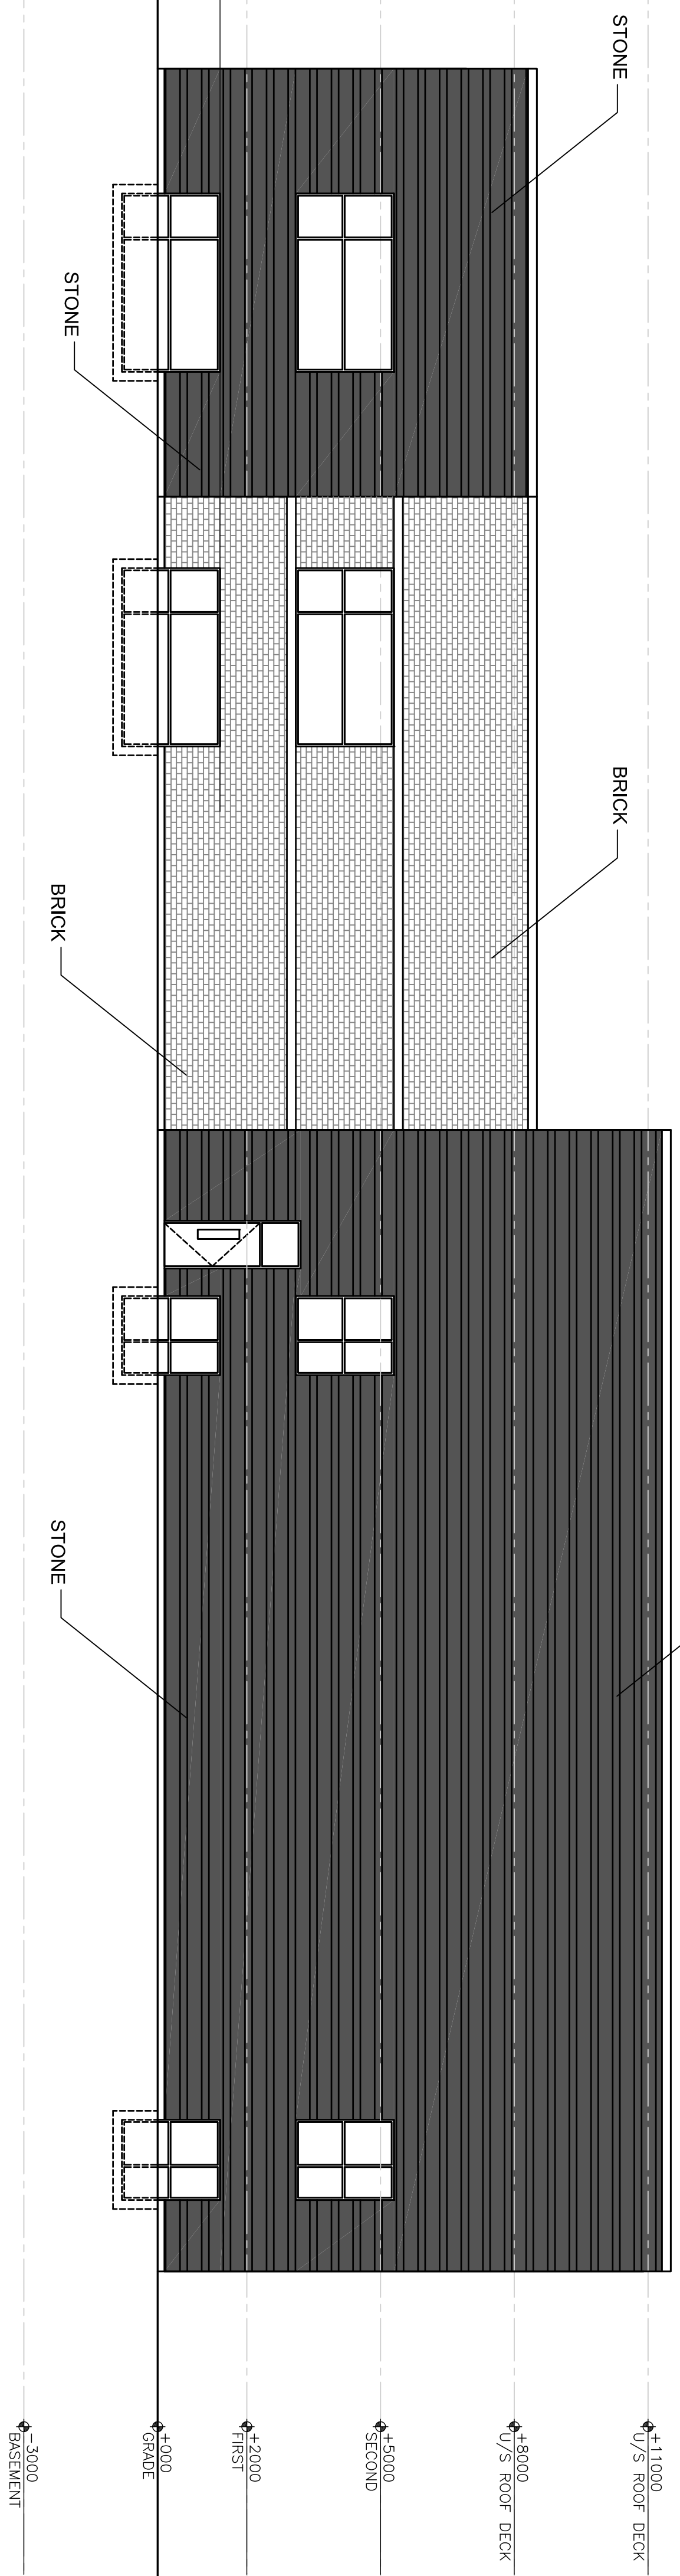 STONE
BRICK
STONE
BRICK
STONE
+11000
U/S ROOF DECK
+8000
U/S ROOF DECK
+5000
SECOND
+2000
FIRST
+000
GRADE
-3000
BASEMENT